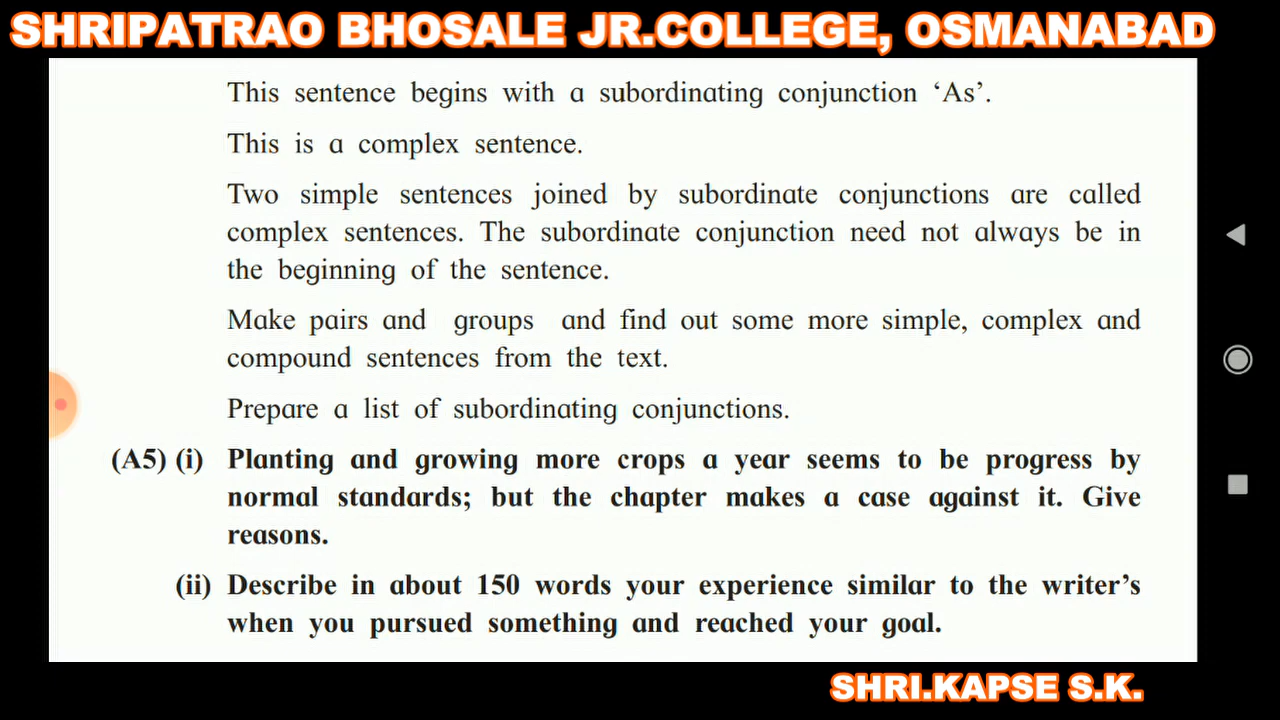 SHRIPATRAO BHOSALE JR.COLLEGE, OSMANABAD
This sentence begins with a subordinating conjunction ‘As’.
This is a complex sentence.
Two simple sentences joined by subordinate conjunctions are called
complex sentences. The subordinate conjunction need not always be in
the beginning of the sentence.
Make pairs and groups and find out some more simple, complex and
compound sentences from the text.
Prepare a list of subordinating conjunctions.
(A5) (i) Planting and growing more crops a year seems to be progress by
normal standards; but the chapter makes a case against it. Give
reasons.
(ii) Describe in about 150 words your experience similar to the writer’s
when you pursued something and reached your goal.
SHRI.KAPSE S.K.